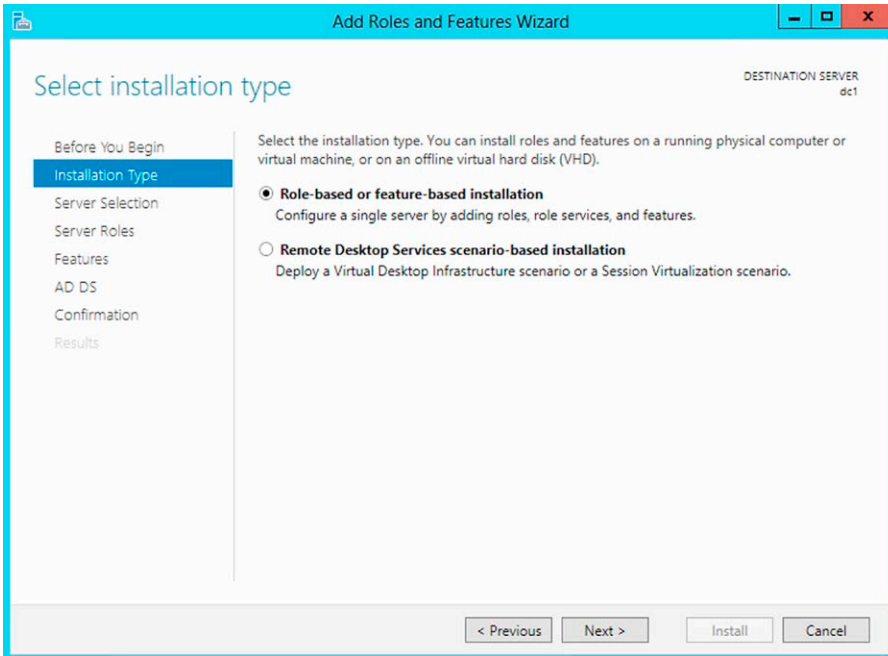 Add Roles and Features Wizard
Select installation type
DESTINATION SERVER
dc1
Before You Begin
Installation Type
Server Selection
Server Roles
Features
AD DS
Confirmation
Results
Select the installation type. You can install roles and features on a running physical computer or
virtual machine, or on an offline virtual hard disk (VHD).
Role-based or feature-based installation
Configure a single server by adding roles, role services, and features.
Remote Desktop Services scenario-based installation
Deploy a Virtual Desktop Infrastructure scenario or a Session Virtualization scenario.
< Previous Next > Install Cancel